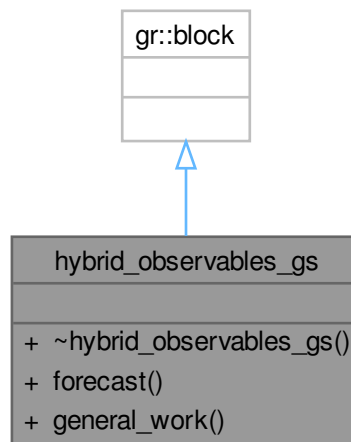 gr::block
hybrid_observables_gs
+ ~hybrid_observables_gs()
+ forecast()
+ general_work()